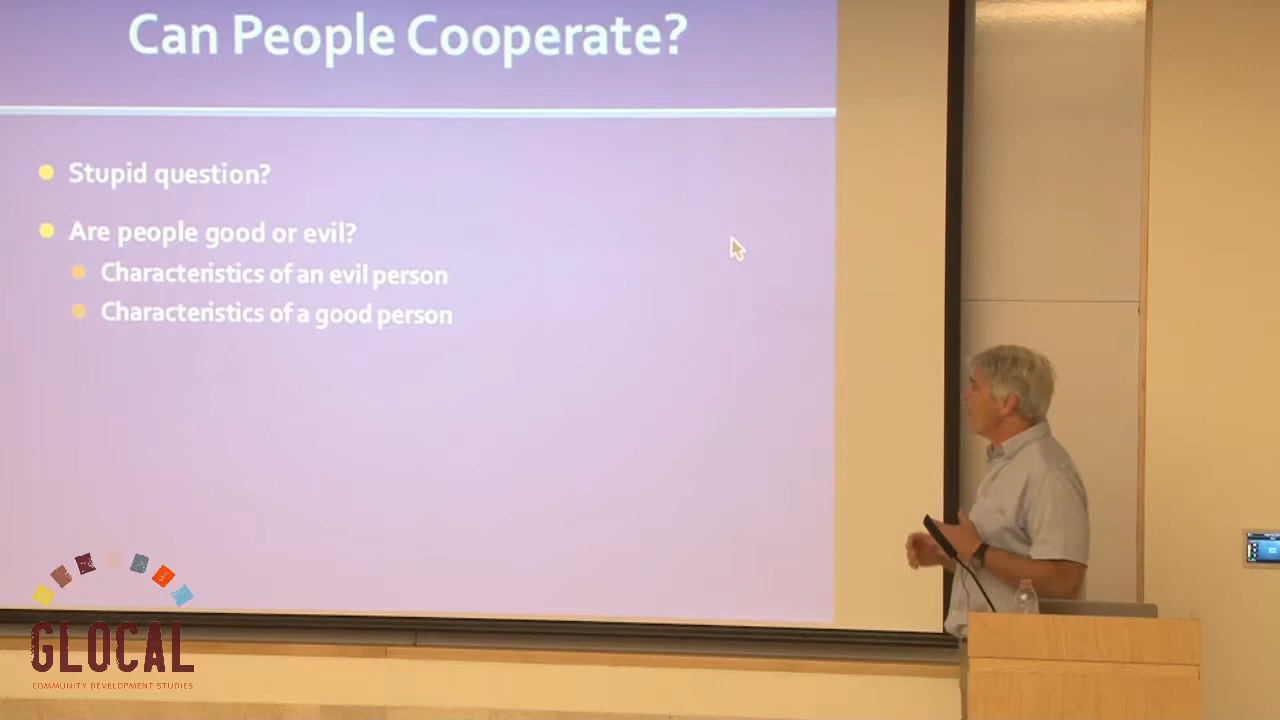 Can People Cooperate?
Stupid question?
Are people good or evil?
Characteristics of an evil person
Characteristics of a good person
GLOCAL
COMMUNITY DEVELOPMENT STUDIES